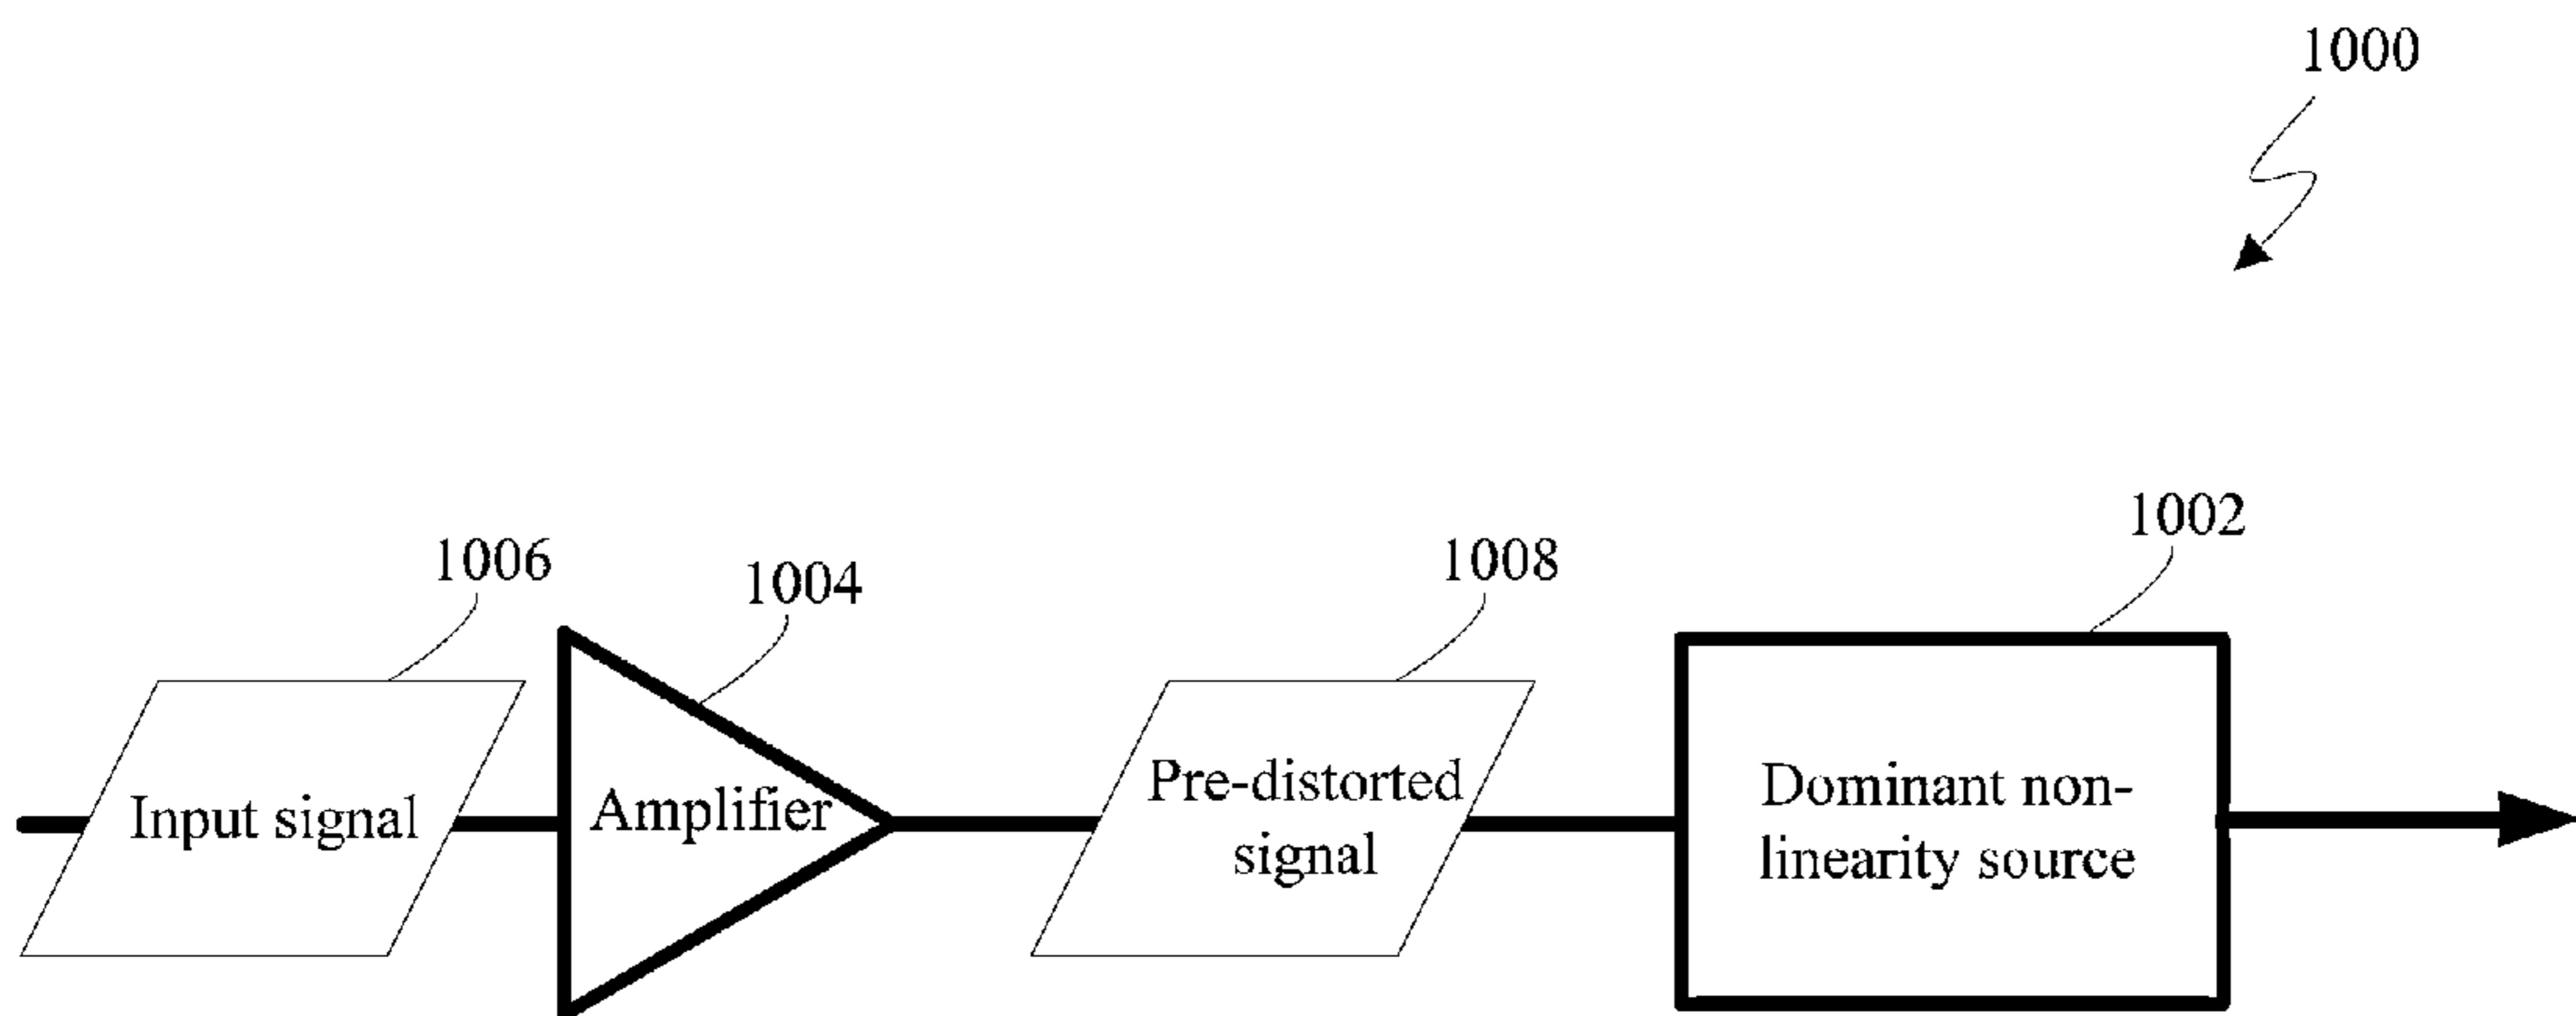 1000
1002
1006
1008
1004
Input signal
Amplifier
Pre-distorted
signal
Dominant non-
linearity source